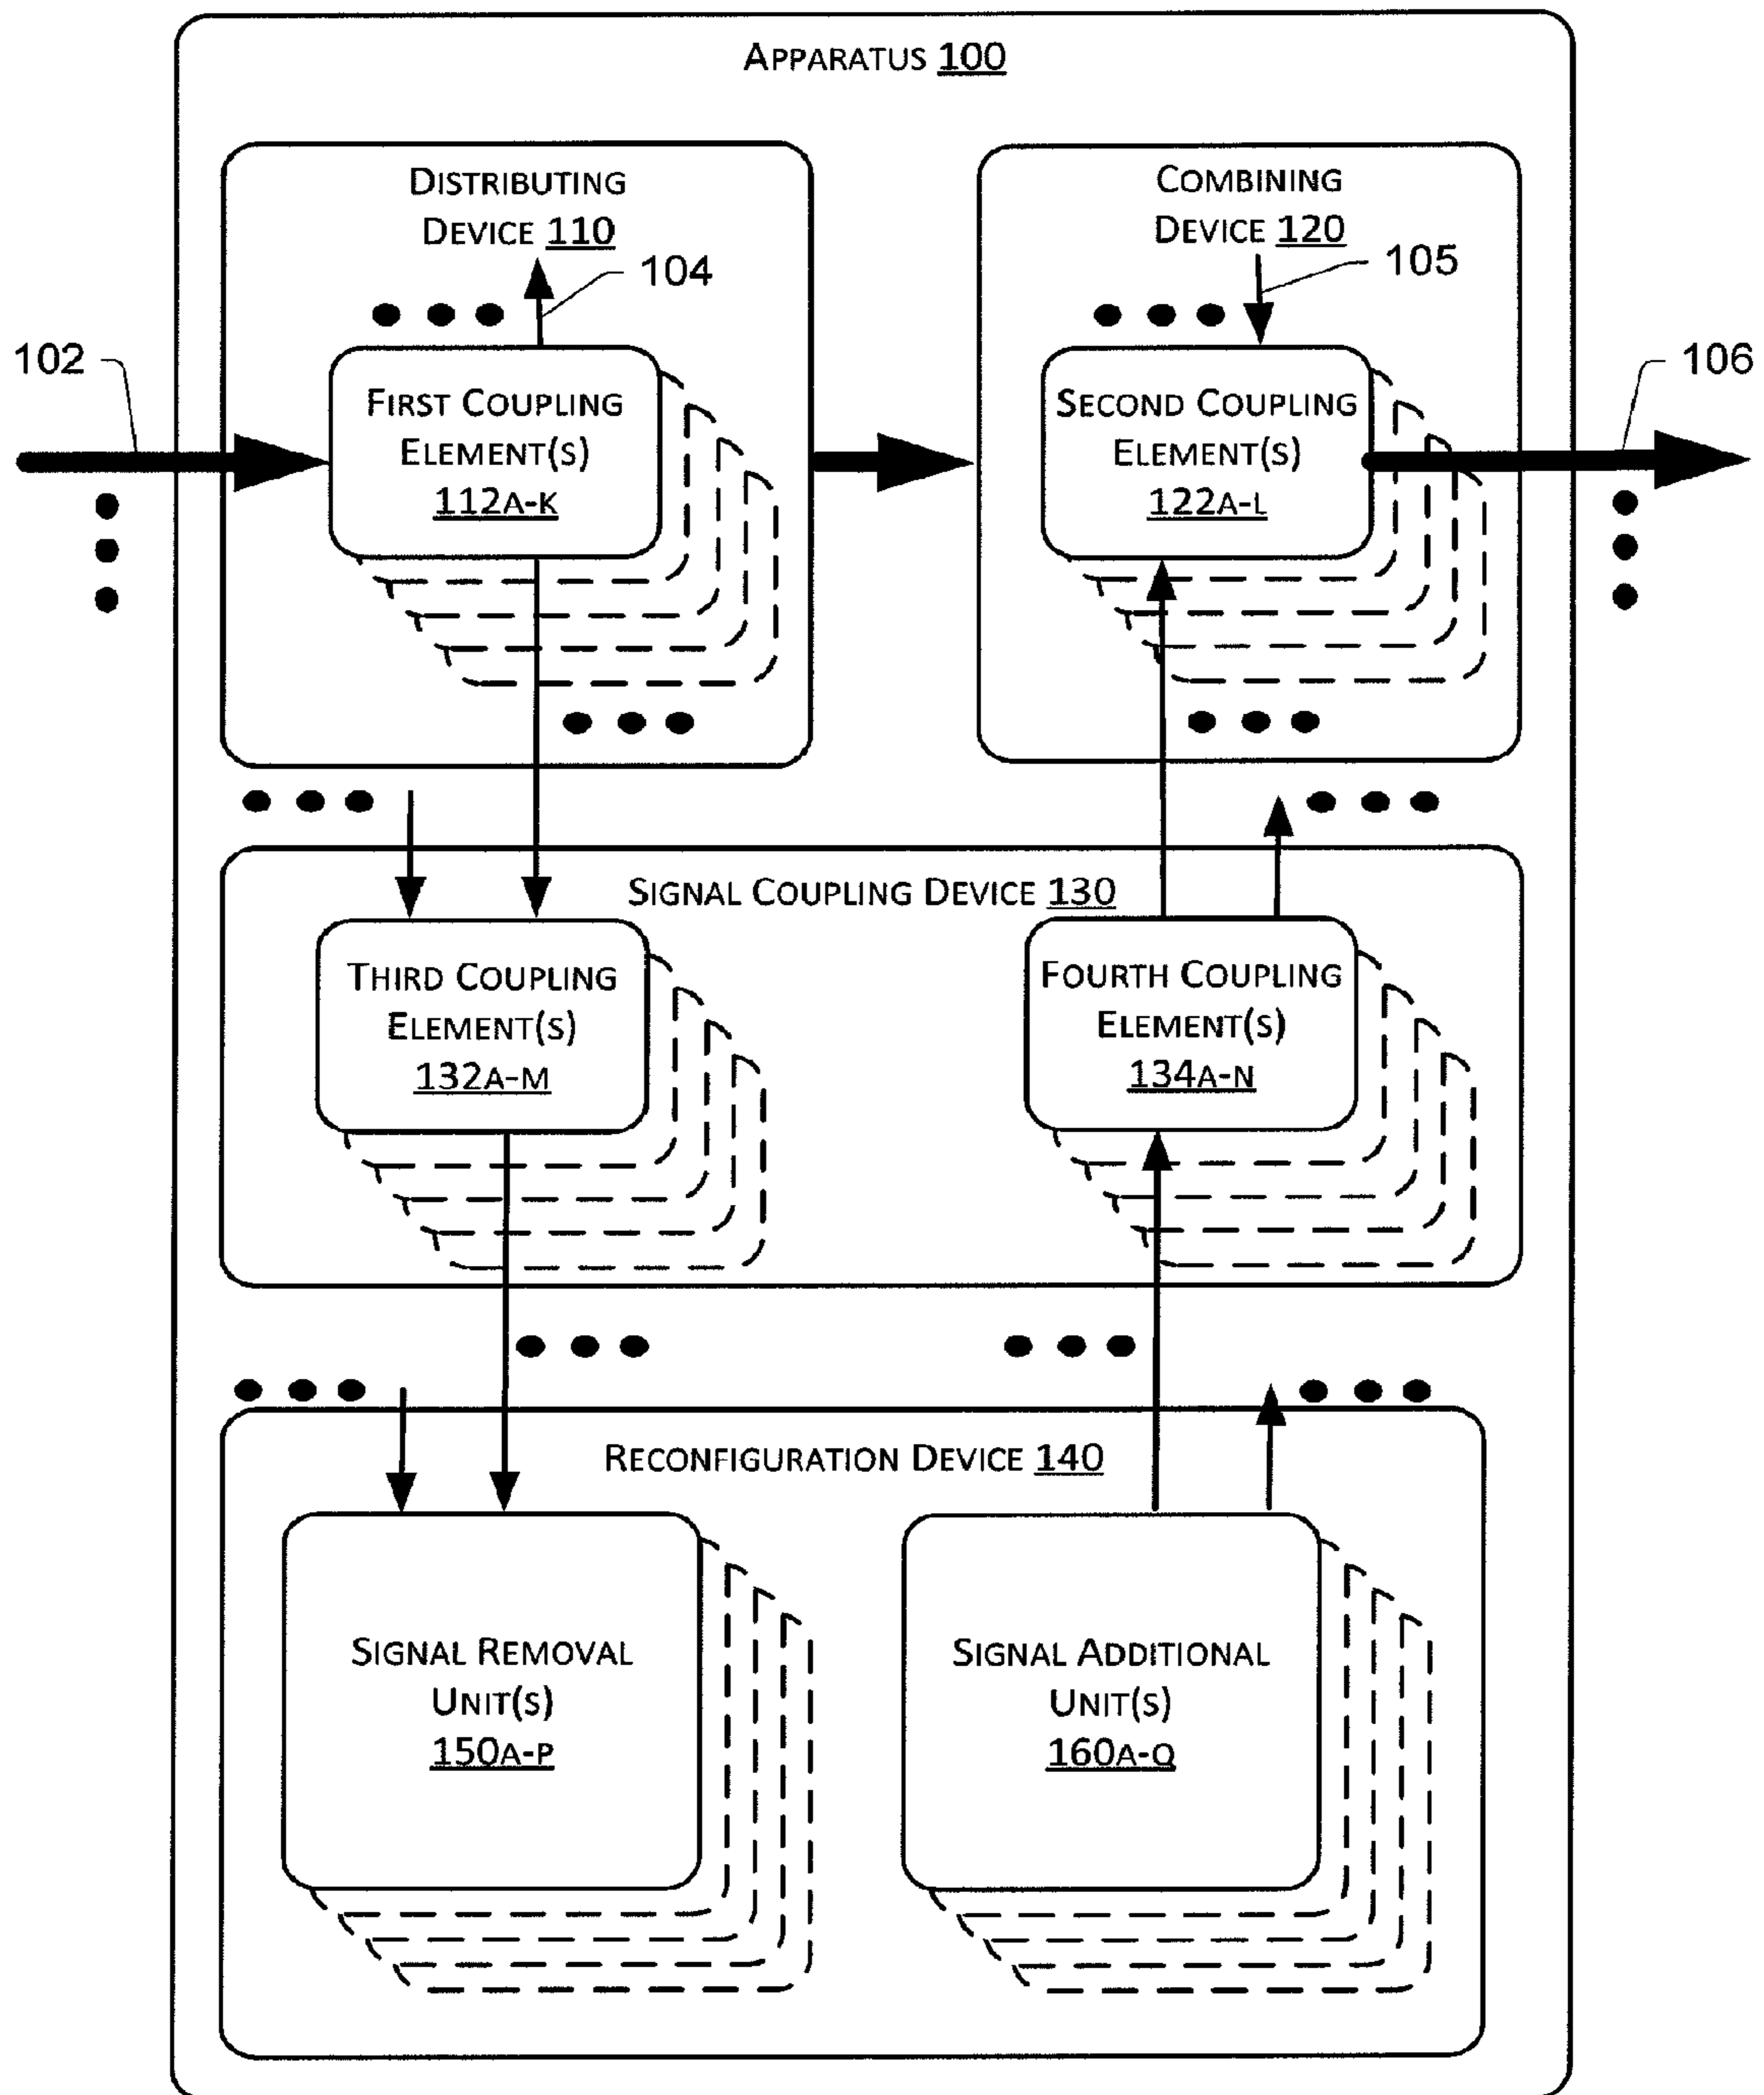 APPARATUS 100
DISTRIBUTING
DEVICE 110
104
COMBINING
DEVICE 120
105
102
106
FIRST COUPLING
ELEMENT(S)
112A-K
SECOND COUPLING
ELEMENT(S)
122A-L
SIGNAL COUPLING DEVICE 130
THIRD COUPLING
ELEMENT(S)
132A-M
FOURTH COUPLING
ELEMENT(S)
134A-N
RECONFIGURATION DEVICE 140
SIGNAL REMOVAL
UNIT(S)
150A-P
SIGNAL ADDITIONAL
UNIT(S)
160A-Q